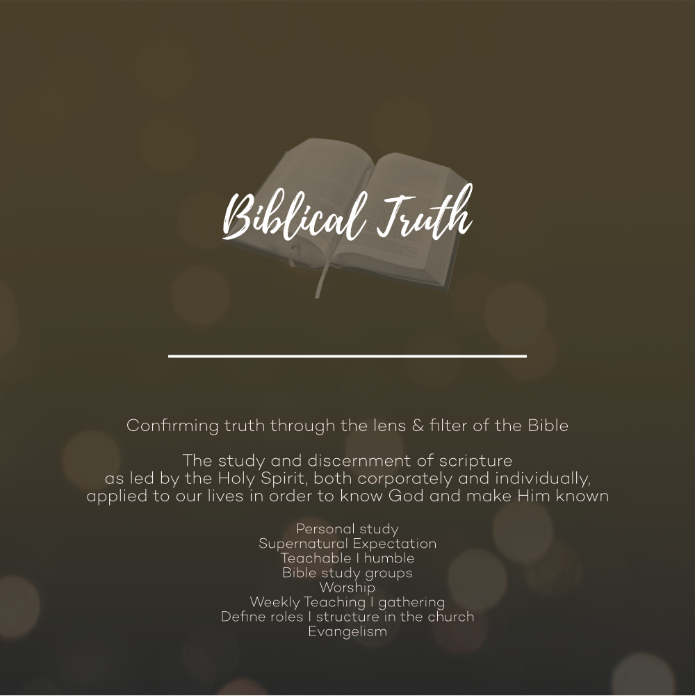 Biblical Truth
Confirming truth through the lens & filter of the Bible
The study and discernment of scripture
as led by the Holy Spirit, both corporately and individually,
applied to our lives in order to know God and make Him known
Personal study
Supernatural Expectation
Teachable | humble
Bible study groups
Worship
Weekly Teaching | gathering
Define roles | structure in the church
Evangelism